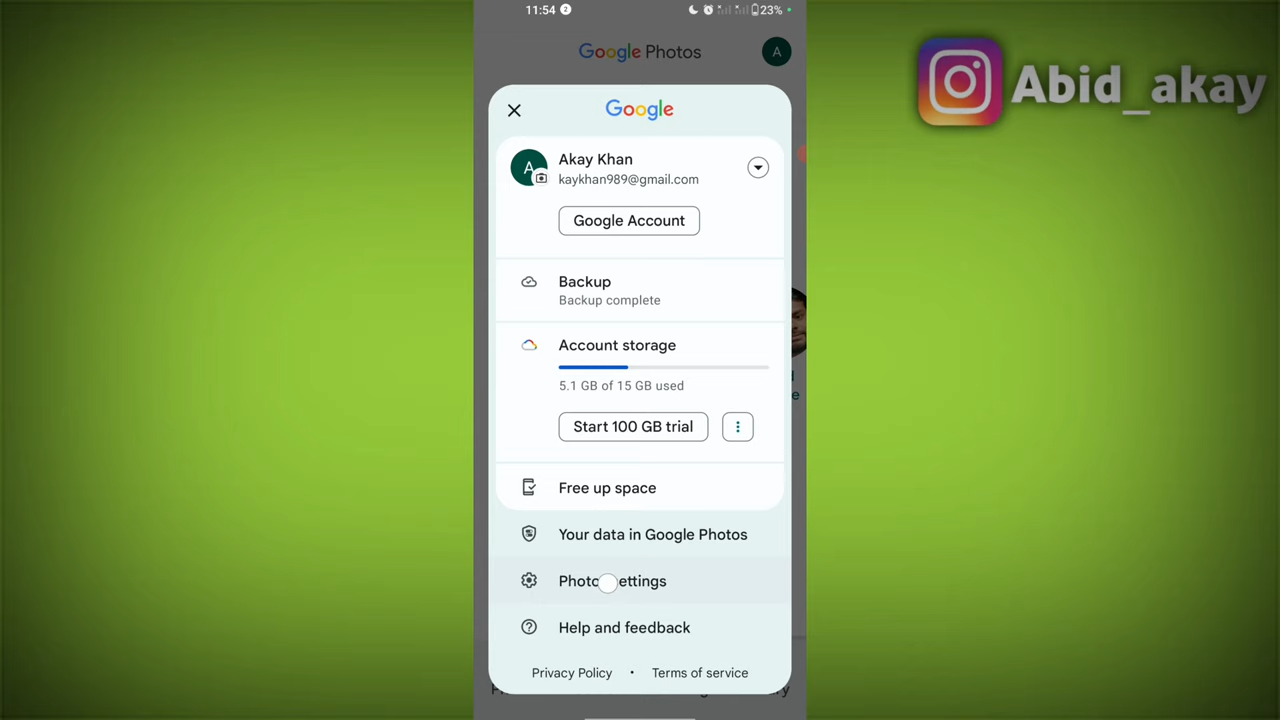 11:54 2
23%
Google Photos
A
Abid_akay
Google
A
Akay Khan
kaykhan989@gmail.com
Google Account
Backup
Backup complete
Account storage
5.1 GB of 15 GB used
Start 100 GB trial
Free up space
Your data in Google Photos
Help and feedback
Privacy Policy • Terms of service